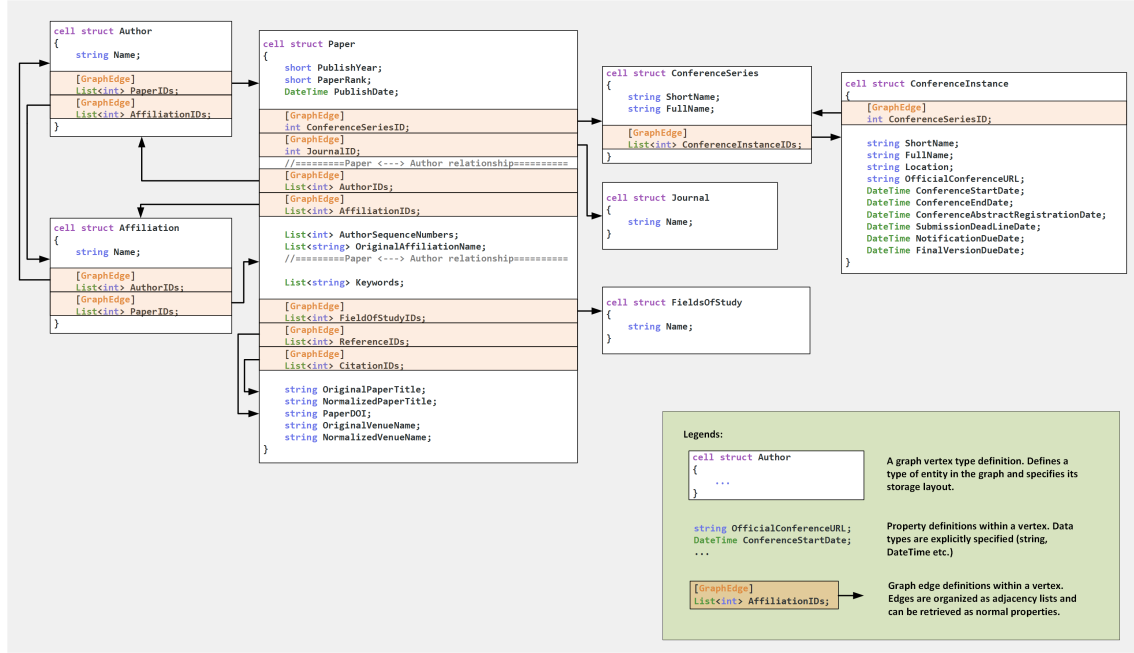 cell struct Author
{
string Name;
[GraphEdge]
List<int> PaperIDs;
[GraphEdge]
List<int> AffiliationIDs;
}
cell struct Affiliation
{
string Name;
[GraphEdge]
List<int> AuthorIDs;
[GraphEdge]
List<int> PaperIDs;
}
cell struct Paper
{
short PublishYear;
short PaperRank;
DateTime PublishDate;
[GraphEdge]
int ConferenceSeriesID;
[GraphEdge]
int JournalID;
//=========Paper <---> Author relationship==========
[GraphEdge]
List<int> AuthorIDs;
[GraphEdge]
List<int> AffiliationIDs;
List<int> AuthorSequenceNumbers;
List<string> OriginalAffiliationName;
//=========Paper <---> Author relationship==========
List<string> Keywords;
[GraphEdge]
List<int> FieldOfStudyIDs;
[GraphEdge]
List<int> ReferenceIDs;
[GraphEdge]
List<int> CitationIDs;
string OriginalPaperTitle;
string NormalizedPaperTitle;
string PaperDOI;
string OriginalVenueName;
string NormalizedVenueName;
}
cell struct ConferenceSeries
{
string ShortName;
string FullName;
[GraphEdge]
List<int> ConferenceInstanceIDs;
}
cell struct Journal
{
string Name;
}
cell struct FieldsOfStudy
{
string Name;
}
cell struct ConferenceInstance
{
[GraphEdge]
int ConferenceSeriesID;
string ShortName;
string FullName;
string Location;
string OfficialConferenceURL;
DateTime ConferenceStartDate;
DateTime ConferenceEndDate;
DateTime ConferenceAbstractRegistrationDate;
DateTime SubmissionDeadLineDate;
DateTime NotificationDueDate;
DateTime FinalVersionDueDate;
}
Legends:
cell struct Author
{
...
}
A graph vertex type definition. Defines a
type of entity in the graph and specifies its
storage layout.
string OfficialConferenceURL;
DateTime ConferenceStartDate;
...
Property definitions within a vertex. Data
types are explicitly specified (string,
DateTime etc.)
[GraphEdge]
List<int> AffiliationIDs;
Graph edge definitions within a vertex.
Edges are organized as adjacency lists and
can be retrieved as normal properties.